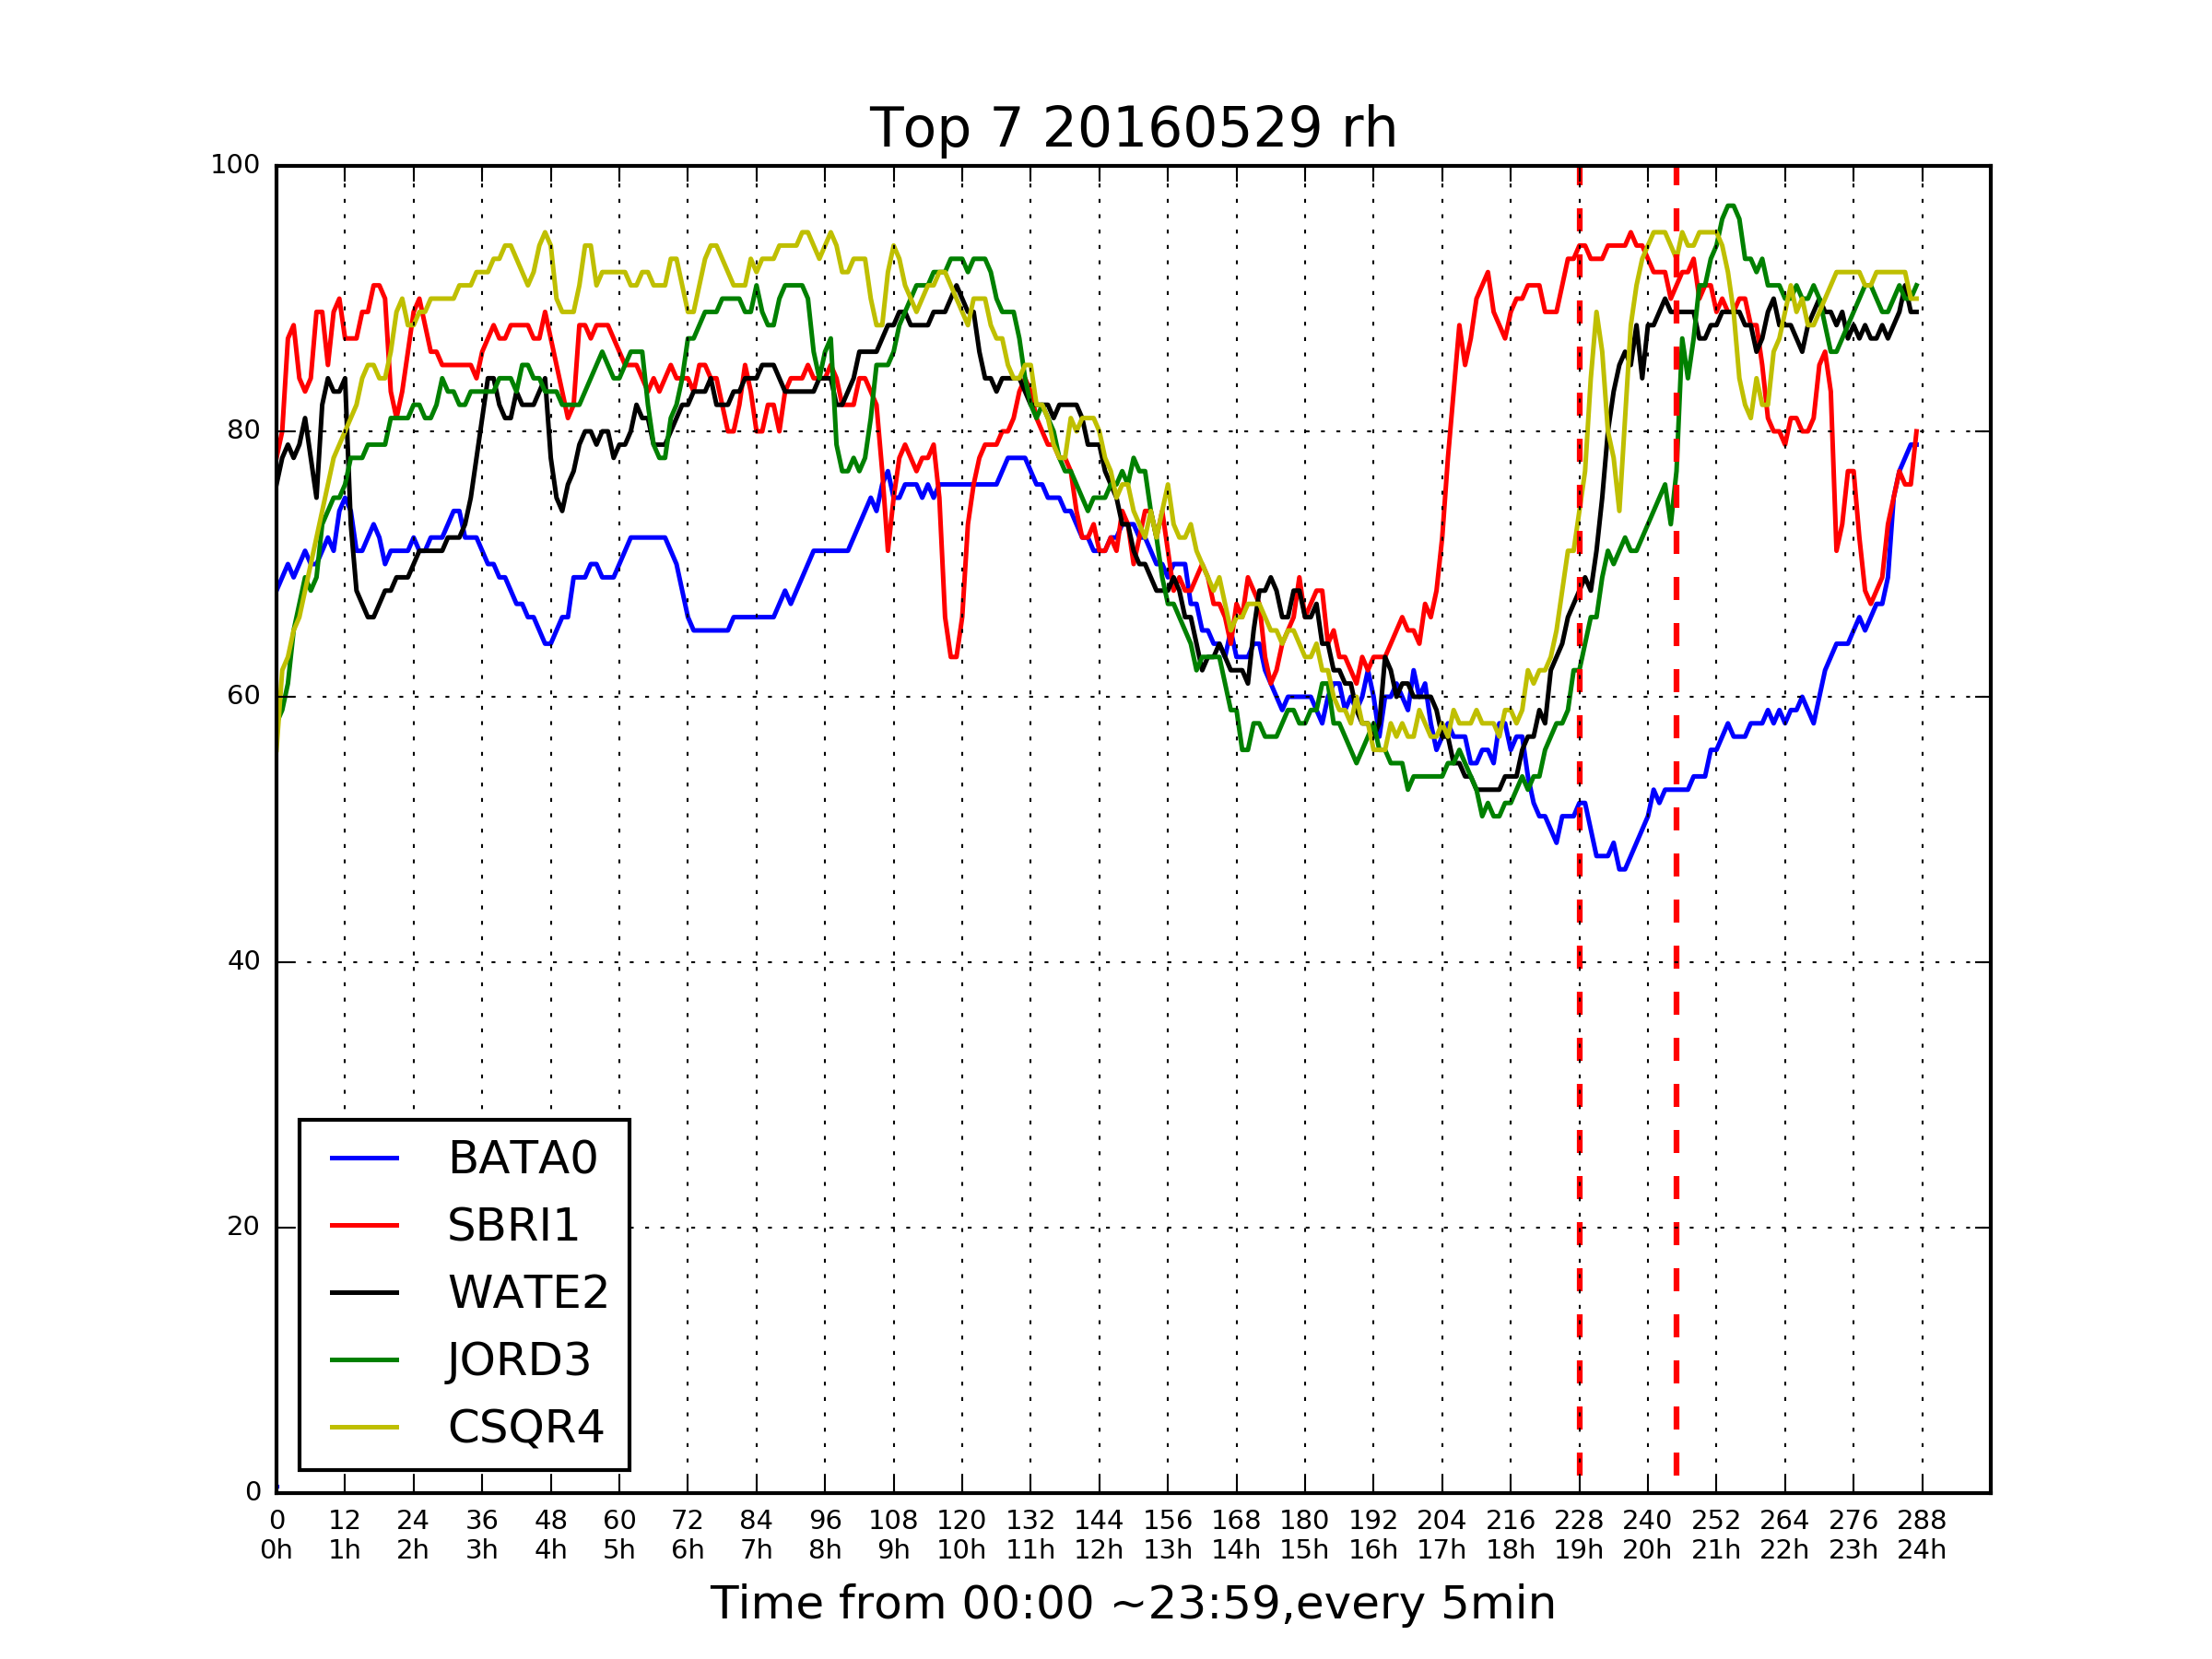 Top 7 20160529 rh
100
80
60
40
20
0
BATA0
SBRI1
WATE2
JORD3
CSQR4
0 12 24 36 48 60 72 84 96 108 120 132 144 156 168 180 192 204 216 228 240 252 264 276 288
0h 1h 2h 3h 4h 5h 6h 7h 8h 9h 10h 11h 12h 13h 14h 15h 16h 17h 18h 19h 20h 21h 22h 23h 24h
Time from 00:00 ~23:59,every 5min